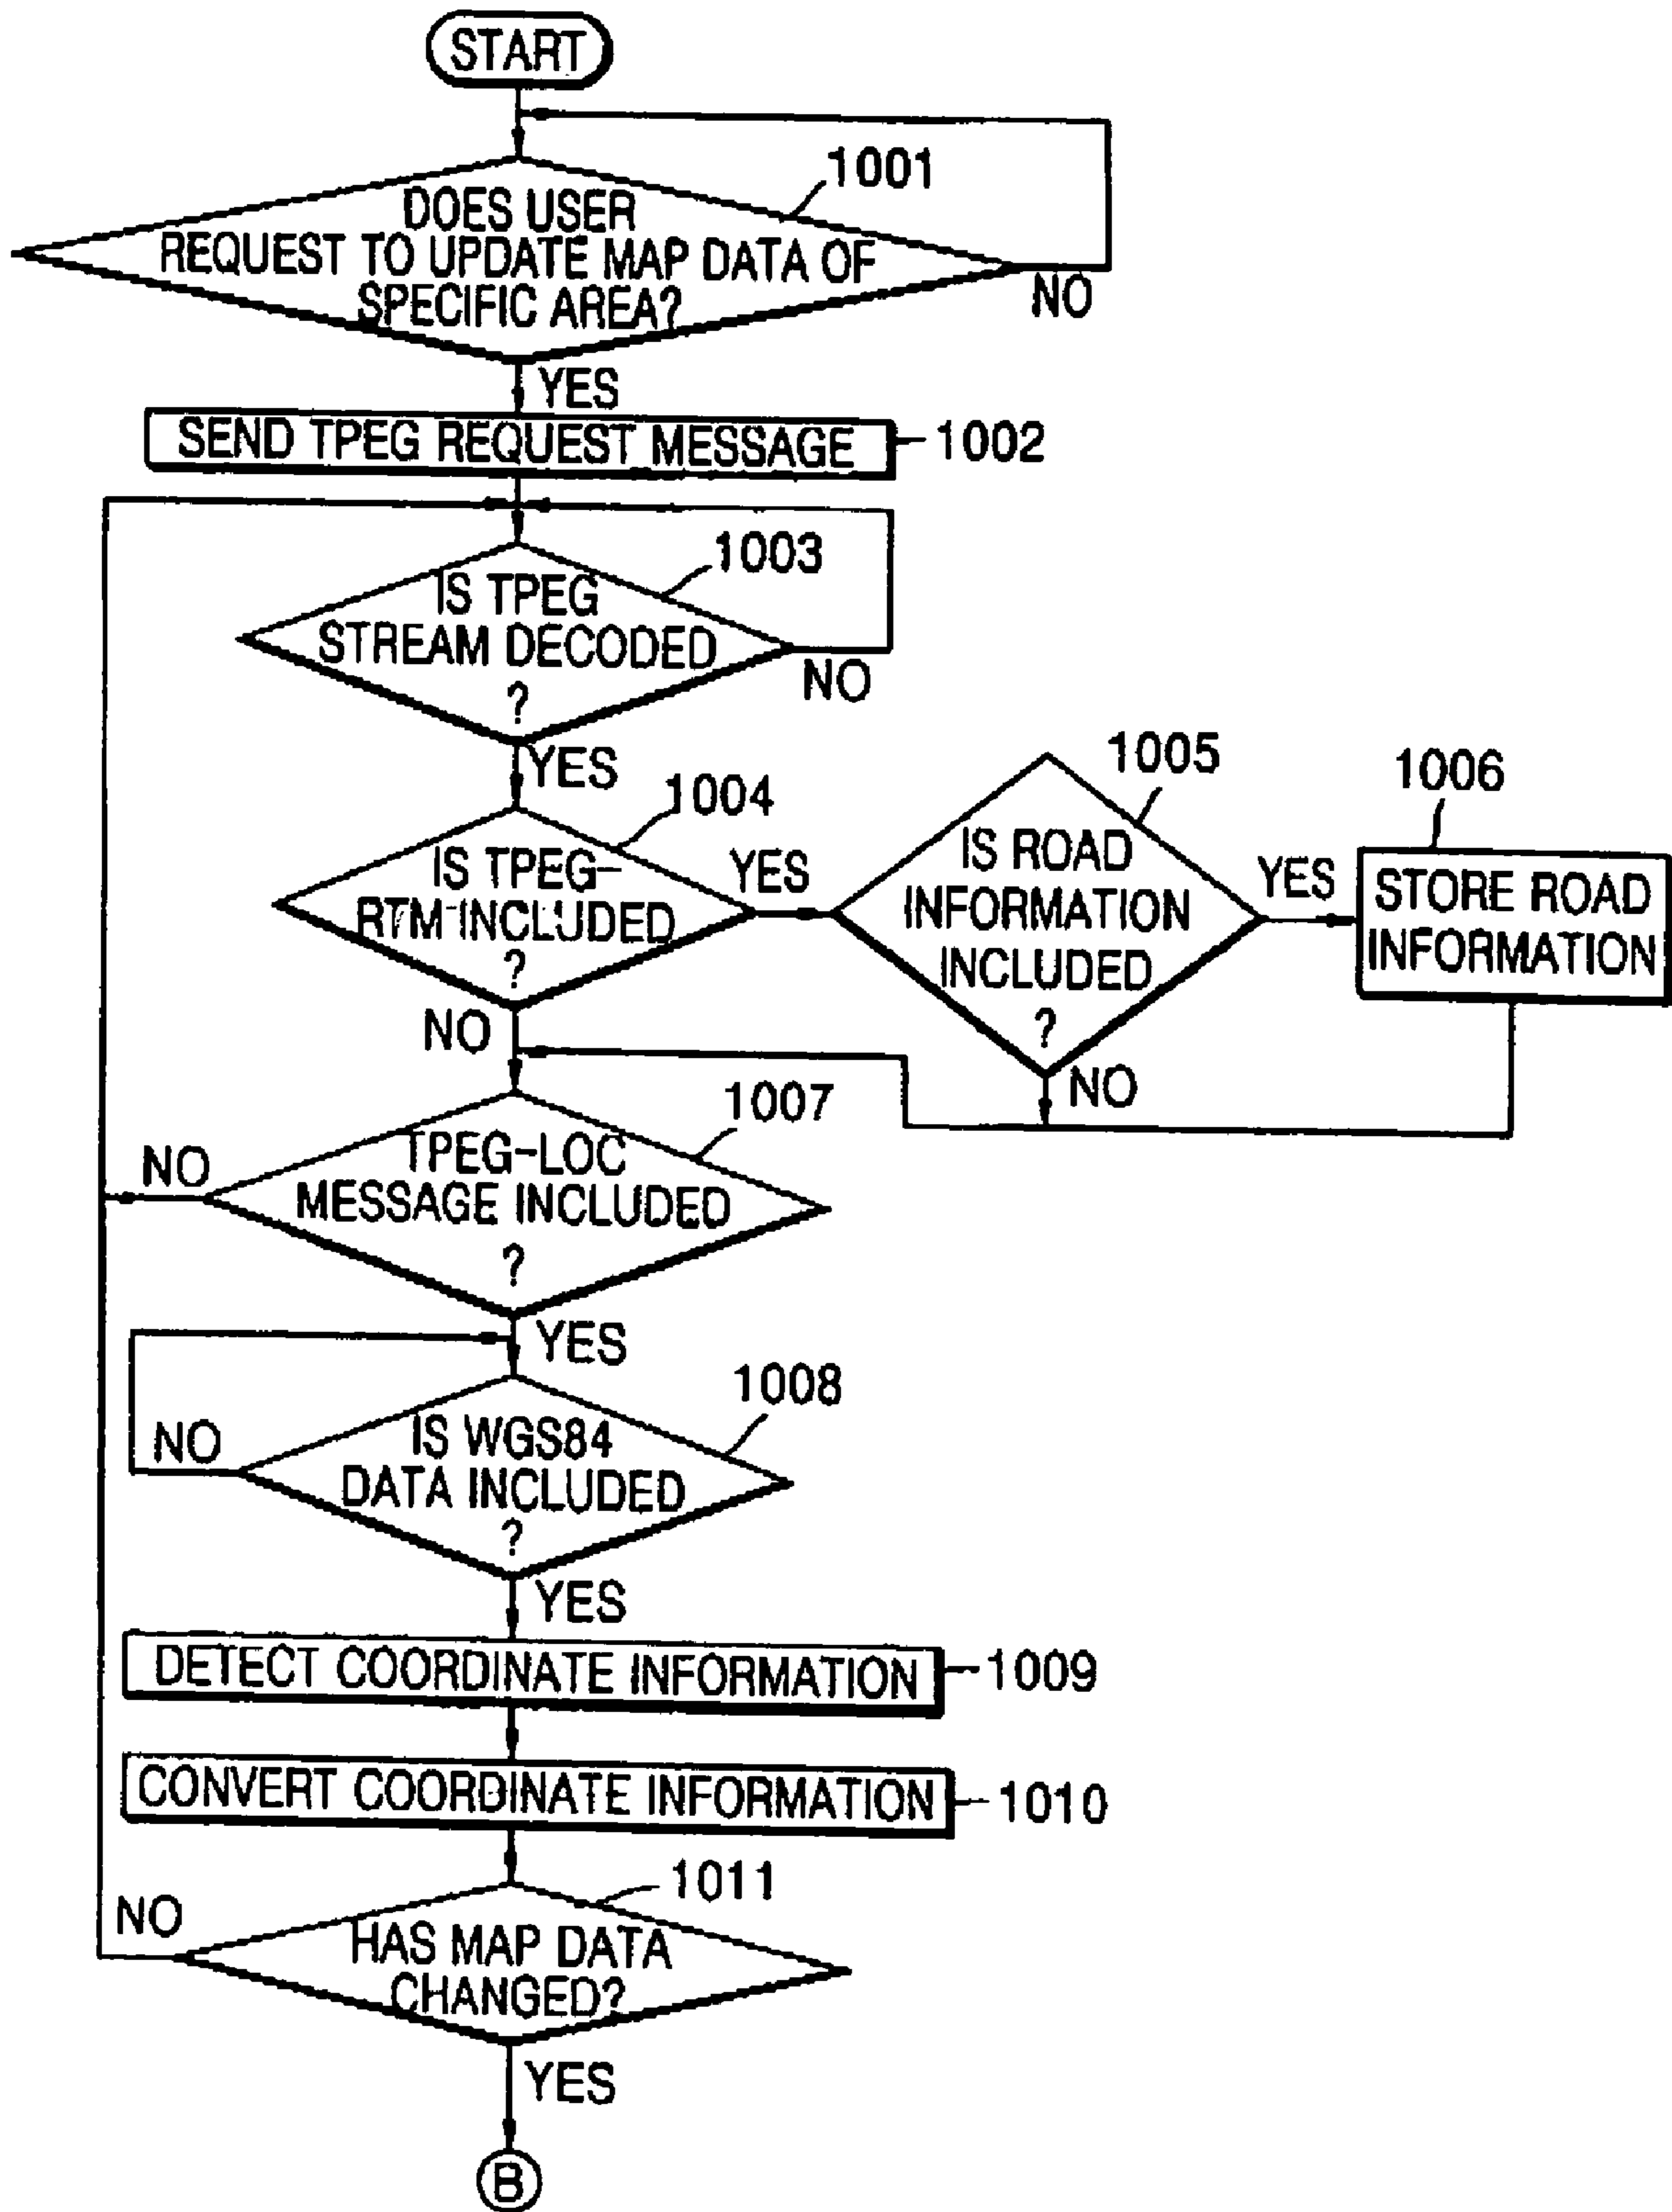 START
1001
DOES USER
REQUEST TO UPDATE MAP DATA OF
SPECIFIC AREA?
NO
YES
SEND TPEG REQUEST MESSAGE
1002
1003
IS TPEG
STREAM DECODED
?
NO
YES
1004
IS TPEG-
RTM INCLUDED
?
YES
1005
IS ROAD
INFORMATION
INCLUDED
?
YES
1006
STORE ROAD
INFORMATION
NO
NO
1007
TPEG-LOC
MESSAGE INCLUDED
?
NO
YES
1008
IS WGS84
DATA INCLUDED
?
NO
YES
DETECT COORDINATE INFORMATION
1009
CONVERT COORDINATE INFORMATION
1010
1011
HAS MAP DATA
CHANGED?
NO
YES
B